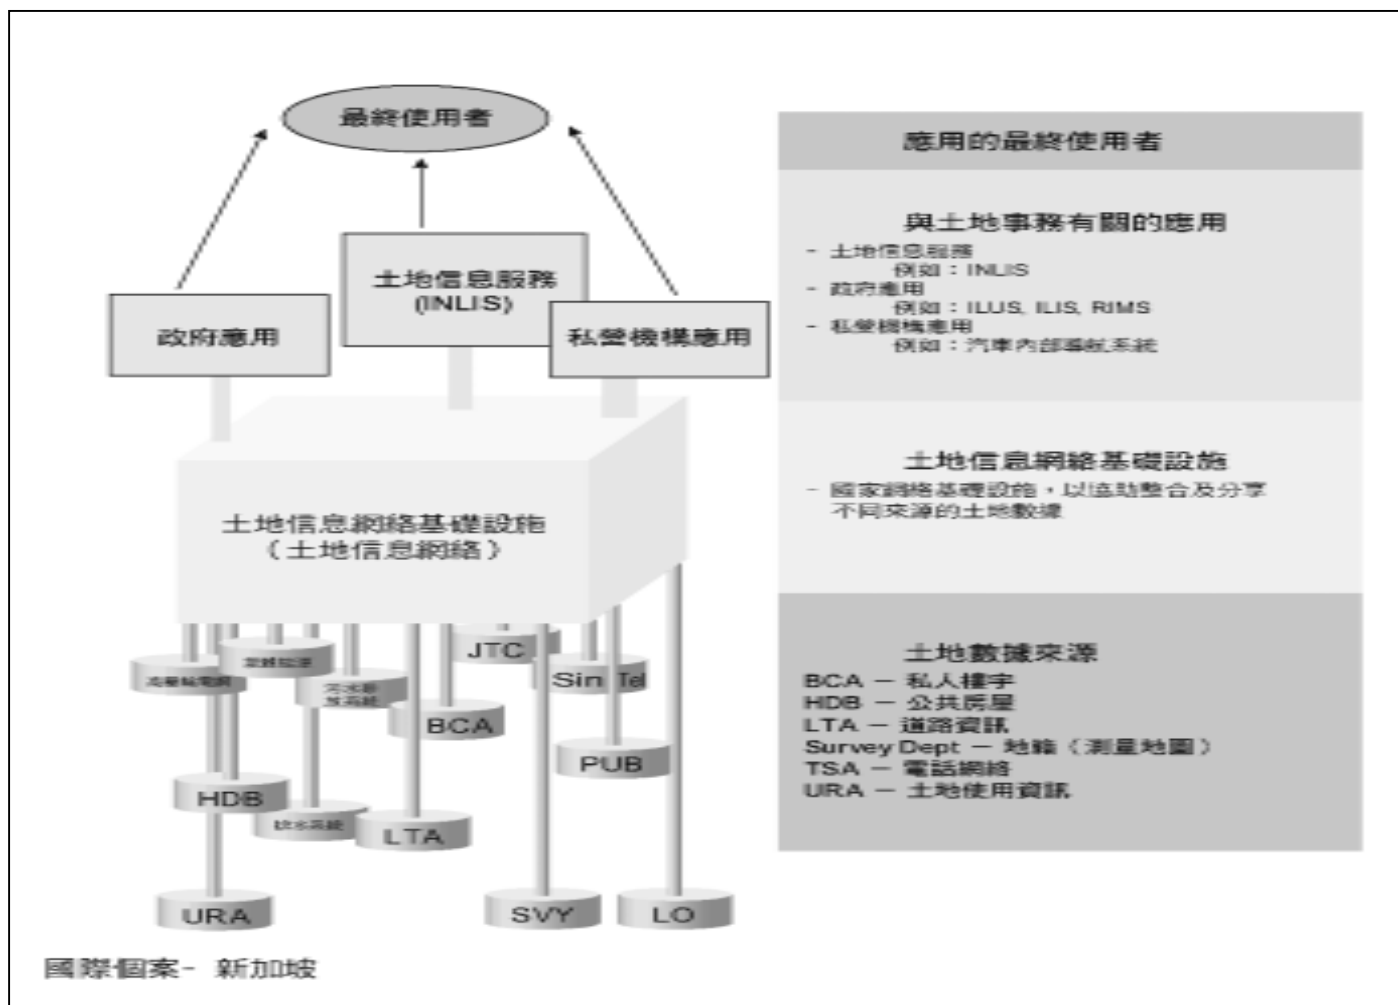 最終使用者
土地信息服務
(INLIS)
政府應用
私營機構應用
土地信息網絡基礎設施
（土地信息網絡）
JTC
Sin Tel
BCA
PUB
HDB
LTA
URA
SVY
LO
應用的最終使用者
與土地事務有關的應用
- 土地信息服務
例如：INLIS
- 政府應用
例如：ILUS, ILIS, RIMS
- 私營機構應用
例如：汽車內部導航系統
土地信息網絡基礎設施
- 國家網絡基礎設施，以協助整合及分享
不同來源的土地數據
土地數據來源
BCA － 私人樓宇
HDB － 公共房屋
LTA － 道路資訊
Survey Dept － 地籍（測量地圖）
TSA － 電話網絡
URA － 土地使用資訊
國際個案- 新加坡